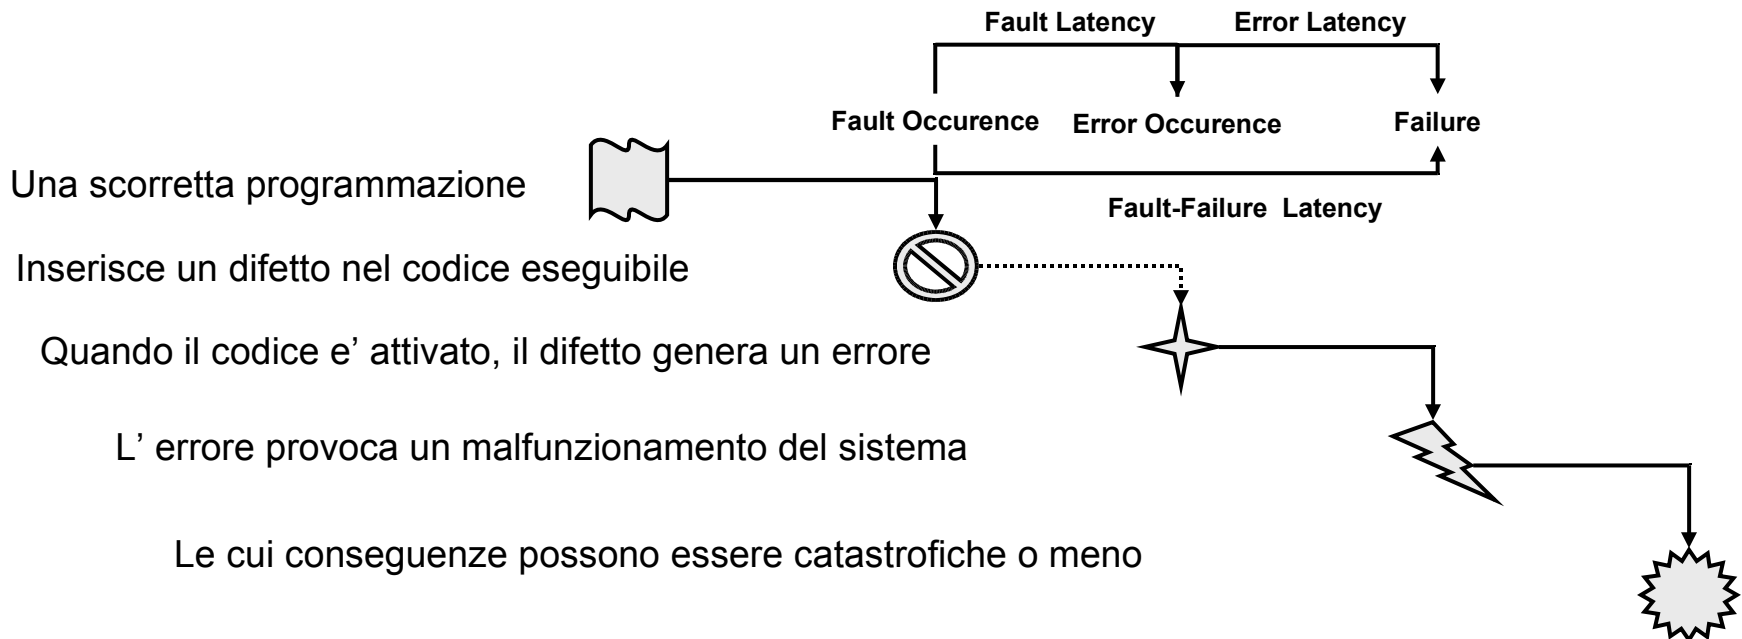 Fault Latency Error Latency
Fault Occurence Error Occurence Failure
Una scorretta programmazione
Fault-Failure Latency
Inserisce un difetto nel codice eseguibile
Quando il codice e’ attivato, il difetto genera un errore
L’ errore provoca un malfunzionamento del sistema
Le cui conseguenze possono essere catastrofiche o meno